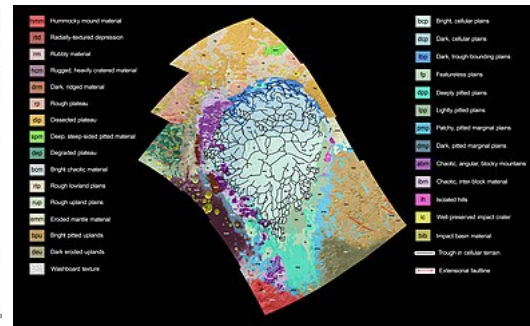 hmm Hummocky mound material
rtd Radially-textured depression
rm Rubbly material
hcm Rugged, heavily cratered material
drm Dark, ridged material
rp Rough plateau
dip Dissected plateau
spm Deep, steep-sided pitted material
dep Degraded plateau
bcm Bright chaotic material
rlp Rough lowland plains
rup Rough upland plains
emm Eroded mantle material
bpu Bright pitted uplands
deu Dark eroded uplands
Washboard texture
bcp Bright, cellular plains
dcp Dark, cellular plains
tbp Dark, trough-bounding plains
fp Featureless plains
dpp Deeply pitted plains
lpp Lightly pitted plains
pmp Patchy, pitted marginal plains
dmp Dark, pitted marginal plains
abm Chaotic, angular, blocky mountains
ibm Chaotic, inter-block material
ih Isolated hills
ic Well-preserved impact crater
bib Impact basin material
Trough in cellular terrain
Extensional faultline